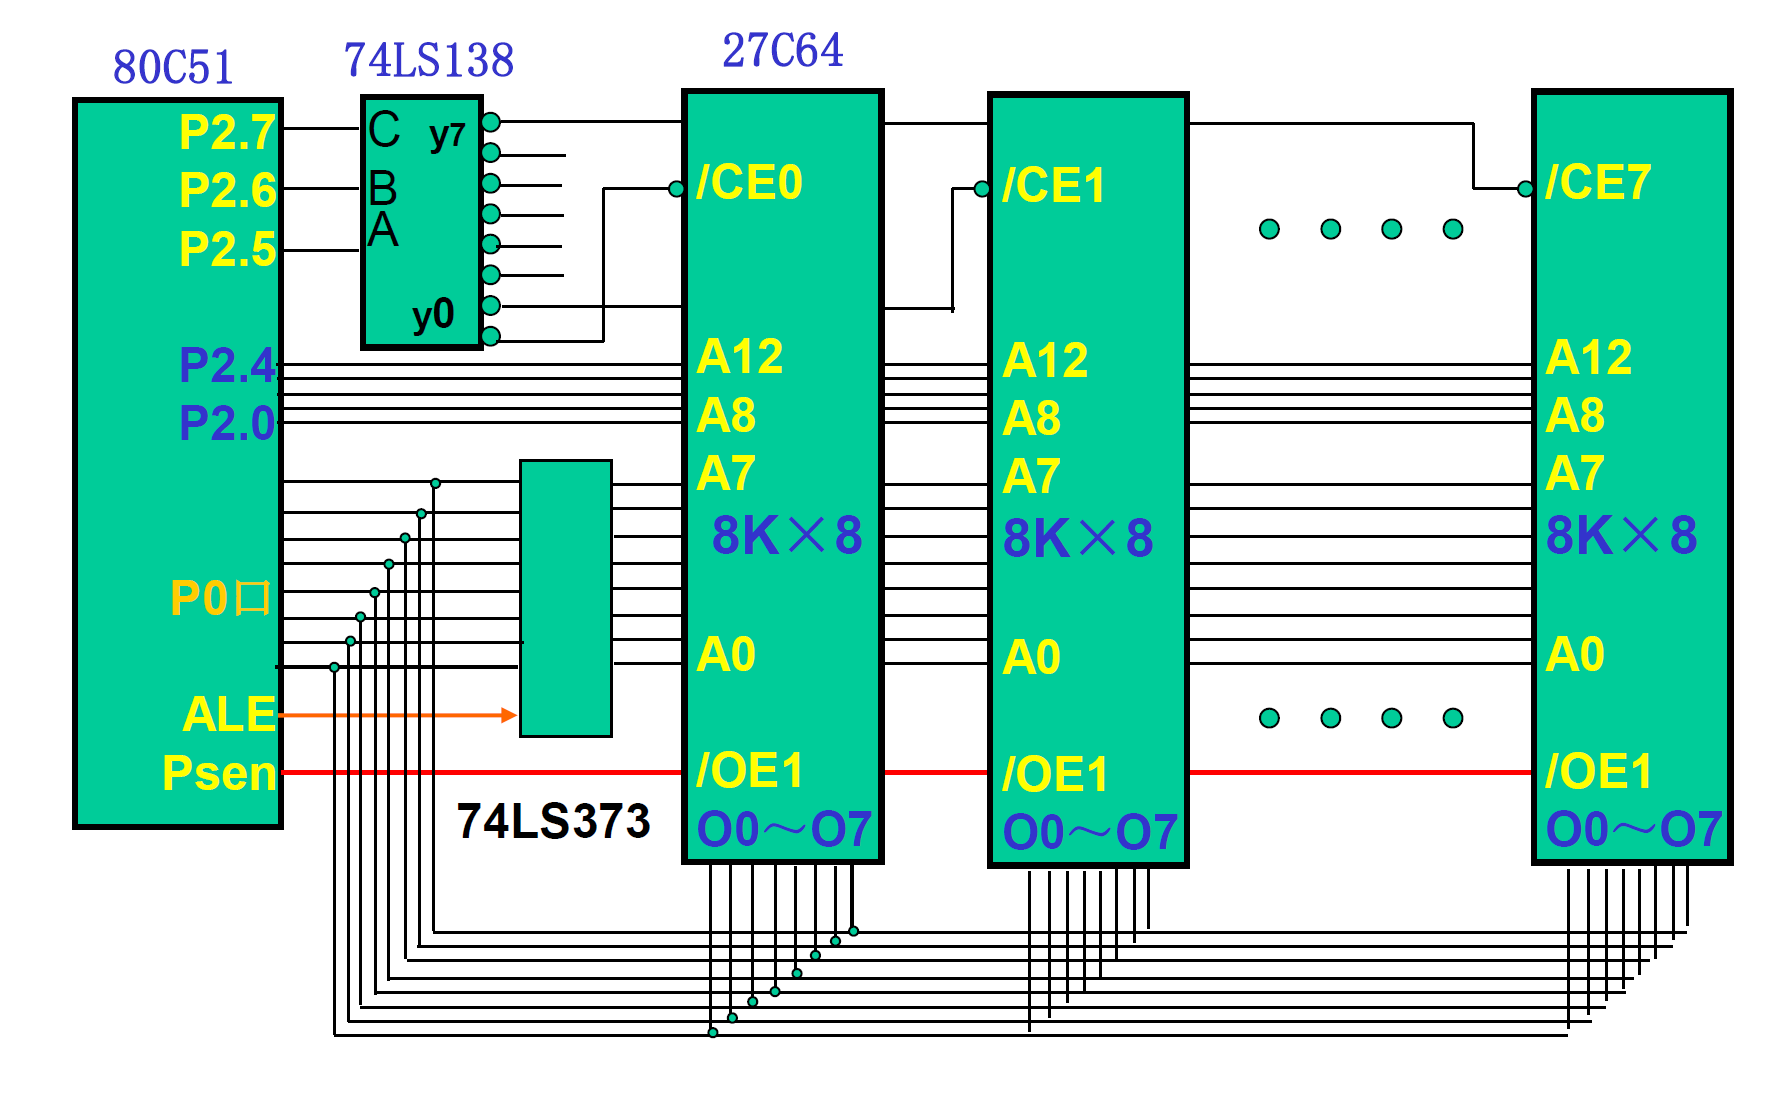 80C51
74LS138
27C64
P2.7
P2.6
P2.5
P2.4
P2.0
P0口
ALE
Psen
C
B
A
y7
y0
74LS373
/CE0
A12
A8
A7
8K×8
A0
/OE1
O0～O7
/CE1
A12
A8
A7
8K×8
A0
/OE1
O0～O7
/CE7
A12
A8
A7
8K×8
A0
/OE1
O0～O7